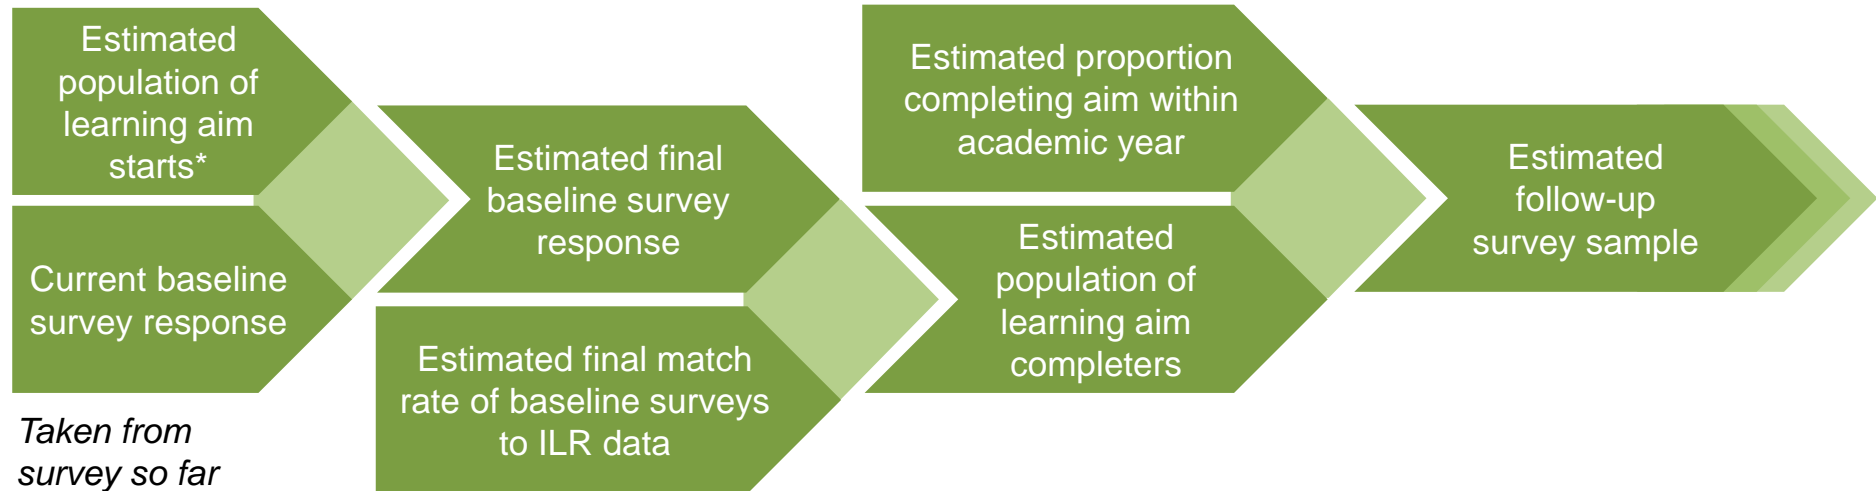 Estimated
population of
learning aim
starts*
Current baseline
survey response
Taken from
survey so far
Estimated final
baseline survey
response
Estimated final match
rate of baseline surveys
to ILR data
Estimated proportion
completing aim within
academic year
Estimated
population of
learning aim
completers
Estimated
follow-up
survey sample